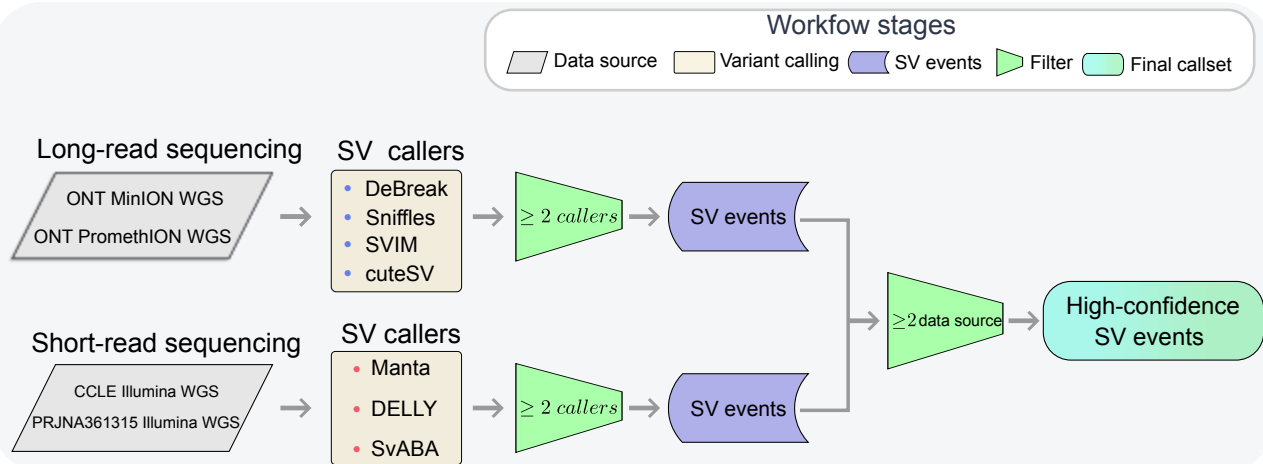 Workfow stages
Data source
Variant calling
SV events
Filter
Final callset
Long-read sequencing
ONT MinION WGS
ONT PromethION WGS
SV callers
• DeBreak
• Sniffles
• SVIM
• cuteSV
≥ 2 callers
SV events
Short-read sequencing
CCLE Illumina WGS
PRJNA361315 Illumina WGS
SV callers
• Manta
• DELLY
• SvABA
≥ 2 callers
SV events
≥2 data source
High-confidence
SV events